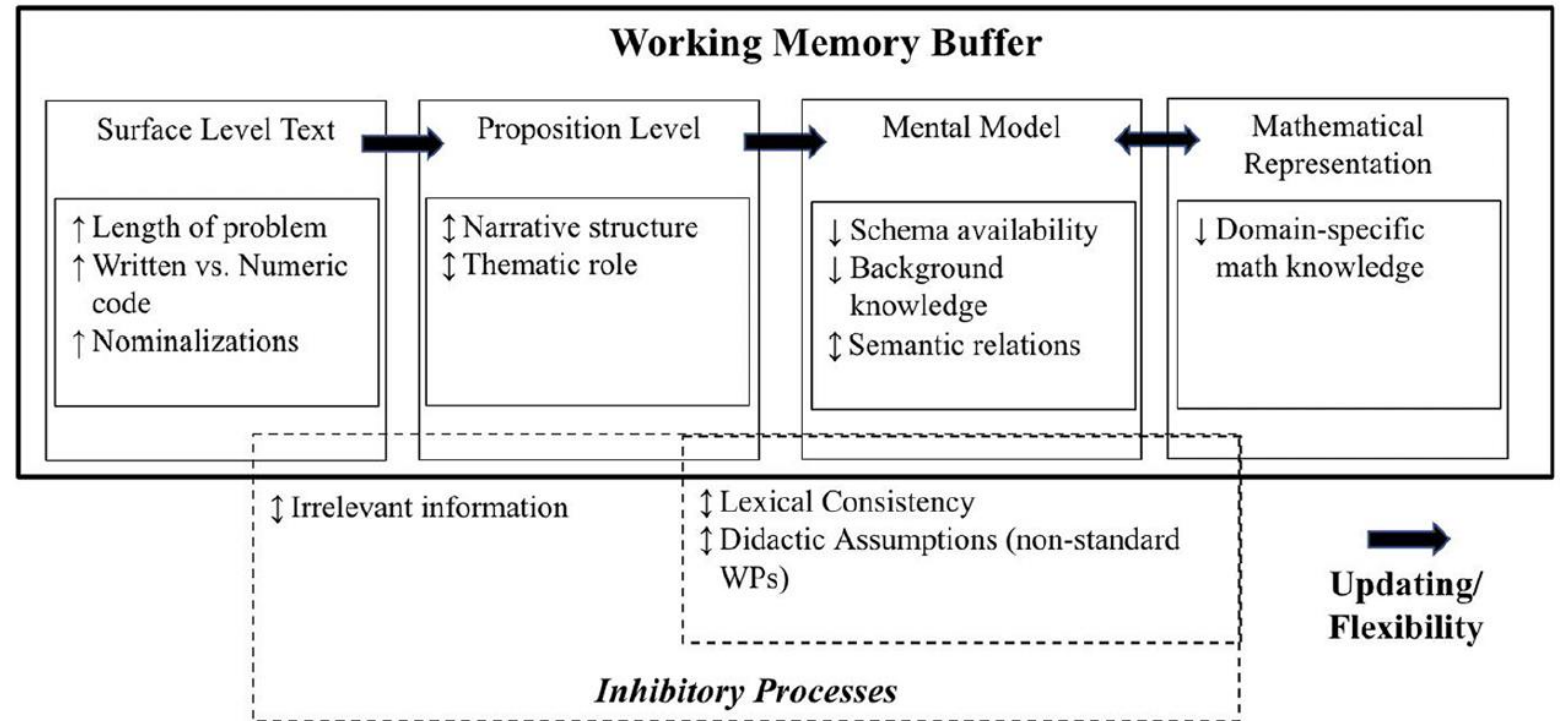 Working Memory Buffer
Surface Level Text
↑ Length of problem
↑ Written vs. Numeric
code
↑ Nominalizations
Proposition Level
↕ Narrative structure
↕ Thematic role
Mental Model
↓ Schema availability
↓ Background
knowledge
↕ Semantic relations
Mathematical
Representation
↓ Domain-specific
math knowledge
↕ Irrelevant information
↕ Lexical Consistency
↕ Didactic Assumptions (non-standard
WPs)
Inhibitory Processes
Updating/
Flexibility